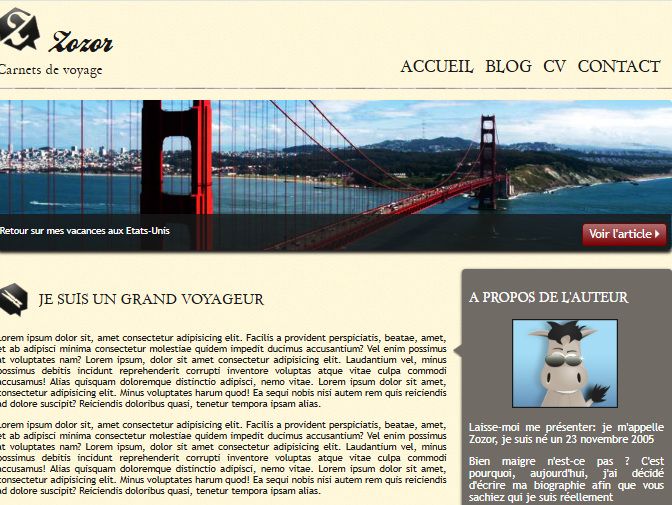 Zozor
Carnets de voyage
ACCUEIL BLOG CV CONTACT
Retour sur mes vacances aux Etats-Unis
Voir l'article
JE SUIS UN GRAND VOYAGEUR
Lorem ipsum dolor sit, amet consectetur adipisicing elit. Facilis a provident perspiciatis, beatae, amet,
et ab adipisci minima consectetur molestiae quidem impedit ducimus accusantium? Vel enim possimus
at voluptates nam? Lorem ipsum, dolor sit amet consectetur adipisicing elit. Laudantium vel, minus
possimus debitis incidunt reprehenderit corrupti inventore voluptas atque vitae culpa commodi
accusamus! Alias quisquam doloremque distinctio adipisci, nemo vitae. Lorem ipsum dolor sit amet,
consectetur adipisicing elit. Minus voluptates harum quod! Ea sequi nobis nisi autem rem quis reiciendis
ad dolore suscipit? Reiciendis doloribus quasi, tenetur tempora ipsam alias.
Lorem ipsum dolor sit, amet consectetur adipisicing elit. Facilis a provident perspiciatis, beatae, amet,
et ab adipisci minima consectetur molestiae quidem impedit ducimus accusantium? Vel enim possimus
at voluptates nam? Lorem ipsum, dolor sit amet consectetur adipisicing elit. Laudantium vel, minus
possimus debitis incidunt reprehenderit corrupti inventore voluptas atque vitae culpa commodi
accusamus! Alias quisquam doloremque distinctio adipisci, nemo vitae. Lorem ipsum dolor sit amet,
consectetur adipisicing elit. Minus voluptates harum quod! Ea sequi nobis nisi autem rem quis reiciendis
ad dolore suscipit? Reiciendis doloribus quasi, tenetur tempora ipsam alias.
A PROPOS DE L'AUTEUR
Laisse-moi me présenter: je m'appelle
Zozor, je suis né un 23 novembre 2005
Bien maigre n'est-ce pas ? C'est
pourquoi, aujourd'hui, j'ai décidé
d'écrire ma biographie afin que vous
sachiez qui je suis réellement